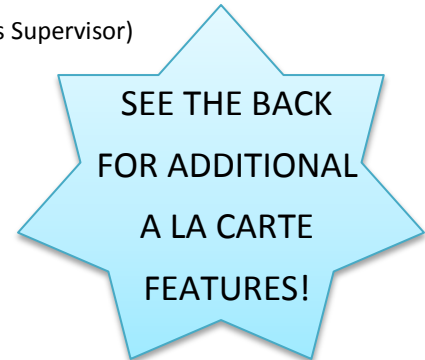 s Supervisor)
SEE THE BACK
FOR ADDITIONAL
A LA CARTE
FEATURES!